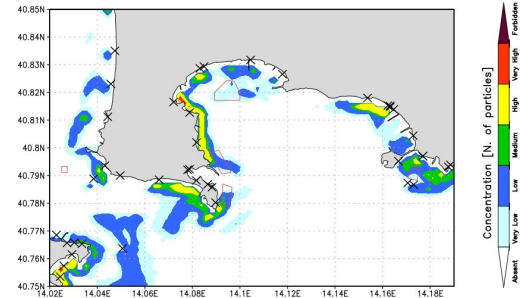 40.85N
40.84N
40.83N
40.82N
40.81N
40.8N
40.79N
40.78N
40.77N
40.76N
40.75N
14.02E 14.04E 14.06E 14.08E 14.1E 14.12E 14.14E 14.16E 14.18E
Concentration [N. of particles]
Forbidden
Very High
High
Medium
Low
Very Low
Absent